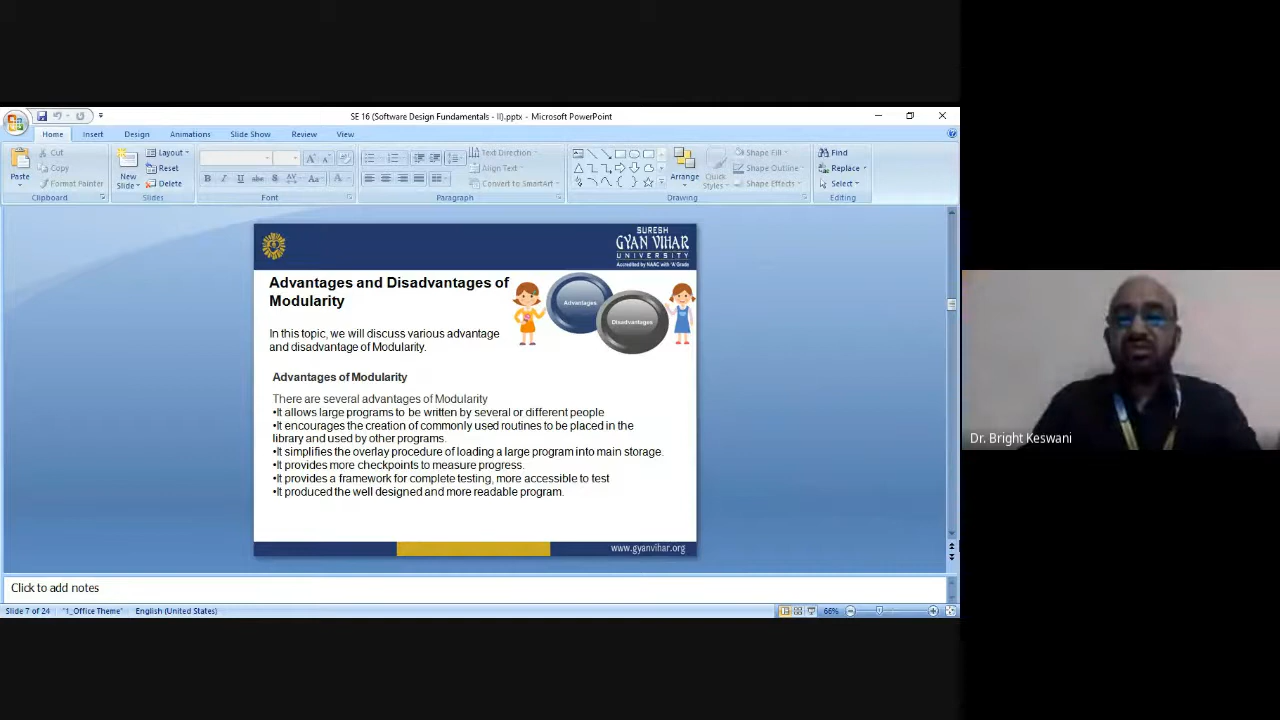 SE 16 (Software Design Fundamentals - II).pptx - Microsoft PowerPoint
Home Insert Design Animations Slide Show Review View
Paste
Cut
Copy
Format Painter
Clipboard
New Slide
Layout
Reset
Delete
Slides
B I U abc S AV Aa A
Font
Text Direction
Align Text
Convert to SmartArt
Paragraph
Arrange
Quick Styles
Shape Fill
Shape Outline
Shape Effects
Drawing
Find
Replace
Select
Editing
SURESH
GYAN VIHAR
UNIVERSITY
Accredited by NAAC with 'A' Grade
Advantages and Disadvantages of
Modularity
Advantages
Disadvantages
In this topic, we will discuss various advantage
and disadvantage of Modularity.
Advantages of Modularity
There are several advantages of Modularity
•It allows large programs to be written by several or different people
•It encourages the creation of commonly used routines to be placed in the
library and used by other programs.
•It simplifies the overlay procedure of loading a large program into main storage.
•It provides more checkpoints to measure progress.
•It provides a framework for complete testing, more accessible to test
•It produced the well designed and more readable program.
www.gyanvihar.org
Click to add notes
Slide 7 of 24 "1_Office Theme" English (United States) 66%
Dr. Bright Keswani